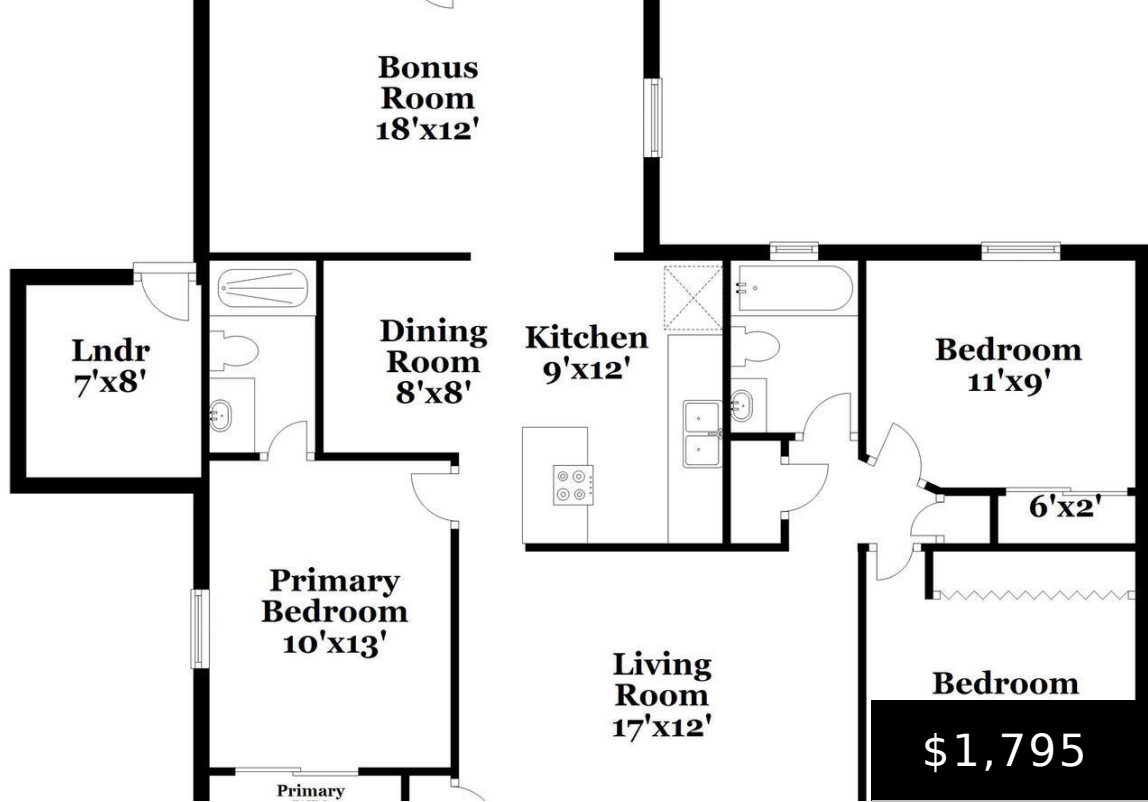 Bonus
Room
18'x12'
Lndr
7'x8'
Dining
Room
8'x8'
Kitchen
9'x12'
Bedroom
11'x9'
6'x2'
Primary
Bedroom
10'x13'
Living
Room
17'x12'
Bedroom
$1,795
Primary